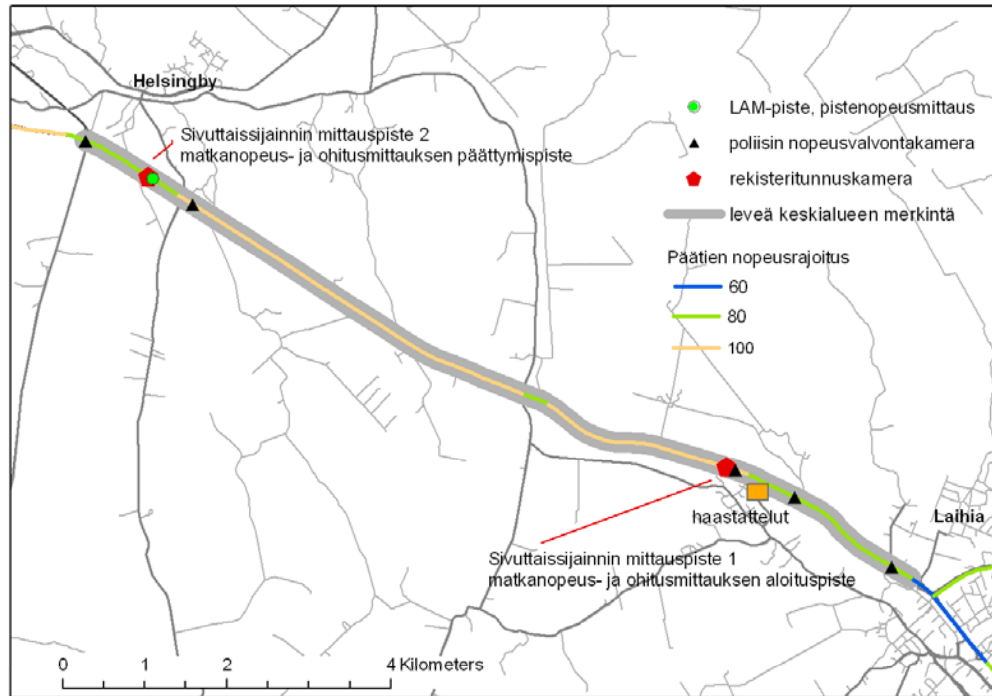 Helsingby
Sivuttaissijainnin mittauspiste 2
matkanopeus- ja ohitusmittauksen päättymispiste
LAM-piste, pistenopeusmittaus
poliisin nopeusvalvontakamera
rekisteritunnuskamera
leveä keskialueen merkintä
Päätien nopeusrajoitus
60
80
100
haastattelut
Laihia
Sivuttaissijainnin mittauspiste 1
matkanopeus- ja ohitusmittauksen aloituspiste
0 1 2 4 Kilometers